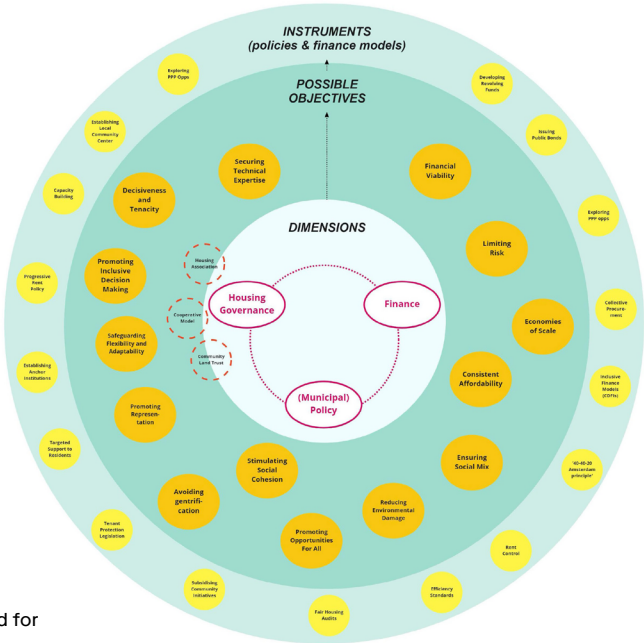 INSTRUMENTS
(policies & finance models)
POSSIBLE
OBJECTIVES
DIMENSIONS
Housing
Governance
Finance
(Municipal)
Policy
Housing
Association
Cooperative
Model
Community
Land Trust
Securing
Technical
Expertise
Financial
Viability
Limiting
Risk
Economies
of Scale
Consistent
Affordability
Ensuring
Social Mix
Reducing
Environmental
Damage
Promoting
Opportunities
For All
Stimulating
Social
Cohesion
Avoiding
gentrifi-
cation
Promoting
Represen-
tation
Safeguarding
Flexibility and
Adaptability
Promoting
Inclusive
Decision
Making
Decisiveness
and
Tenacity
Exploring
PPP Opps
Developing
Revolving
Funds
Issuing
Public Bonds
Exploring
PPP opps
Collective
Procure-
ment
Inclusive
Finance
Models
(CDFIs)
'40-40-20
Amsterdam
principle'
Rent
Control
Efficiency
Standards
Fair Housing
Audits
Subsidising
Community
Initiatives
Tenant
Protection
Legislation
Targeted
Support to
Residents
Establishing
Anchor
Institutions
Progressive
Rent
Policy
Capacity
Building
Establishing
Local
Community
Center
d for